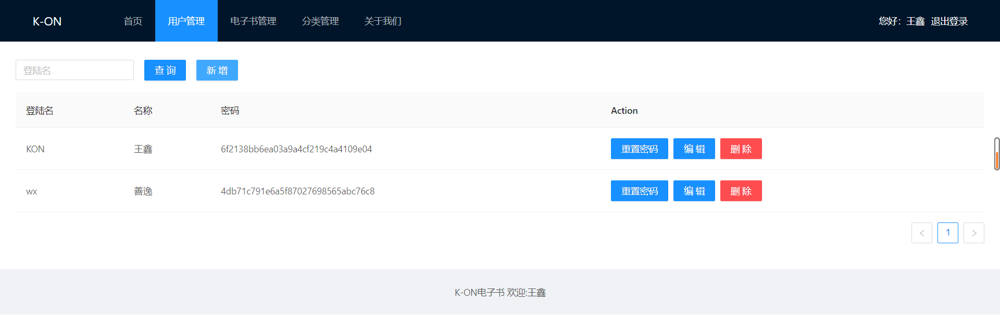 K-ON 首页 用户管理 电子书管理 分类管理 关于我们 您好：王鑫 退出登录
登陆名 查 询 新 增
登陆名 名称 密码 Action
KON 王鑫 6f2138bb6ea03a9a4cf219c4a4109e04 重置密码 编 辑 删 除
wx 善逸 4db71c791e6a5f87027698565abc76c8 重置密码 编 辑 删 除
< 1 >
K-ON电子书 欢迎:王鑫